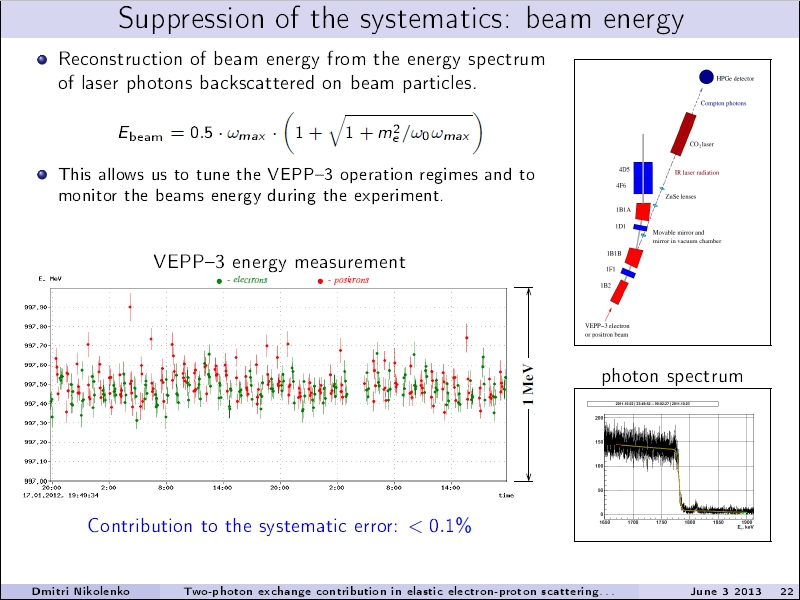 Suppression of the systematics: beam energy
Reconstruction of beam energy from the energy spectrum
of laser photons backscattered on beam particles.
E_beam = 0.5 · ω_max · (1 + √(1 + m_e^2/ω_0ω_max))
This allows us to tune the VEPP–3 operation regimes and to
monitor the beams energy during the experiment.
HPGe detector
Compton photons
CO2 laser
4D5
IR laser radiation
4F6
ZnSe lenses
1B1A
1D1
Movable mirror and
mirror in vacuum chamber
1B1B
1F1
1B2
VEPP–3 electron
or positron beam
VEPP–3 energy measurement
E, MeV
- electrons
- positrons
997,90
997,80
997,70
997,60
997,50
997,40
997,30
997,20
997,10
997,00
20:00 2:00 8:00 14:00 20:00 2:00 8:00 14:00
17.01.2012, 19:49:34
time
1 MeV
photon spectrum
200
150
100
50
0
1650 1700 1750 1800 1850 1900
E, keV
Contribution to the systematic error: < 0.1%
Dmitri Nikolenko Two-photon exchange contribution in elastic electron-proton scattering... June 3 2013 22